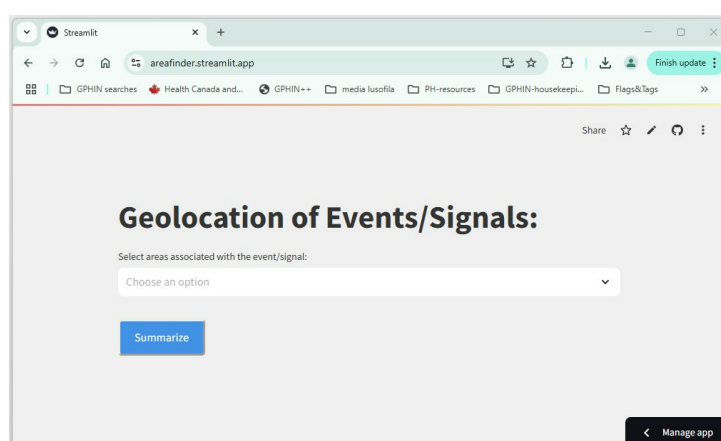 Streamlit
areafinder.streamlit.app
Finish update
GPHIN searches Health Canada and... GPHIN++ media lusofila PH-resources GPHIN-housekeepi... Flags&Tags
Share
Geolocation of Events/Signals:
Select areas associated with the event/signal:
Choose an option
Summarize
Manage app